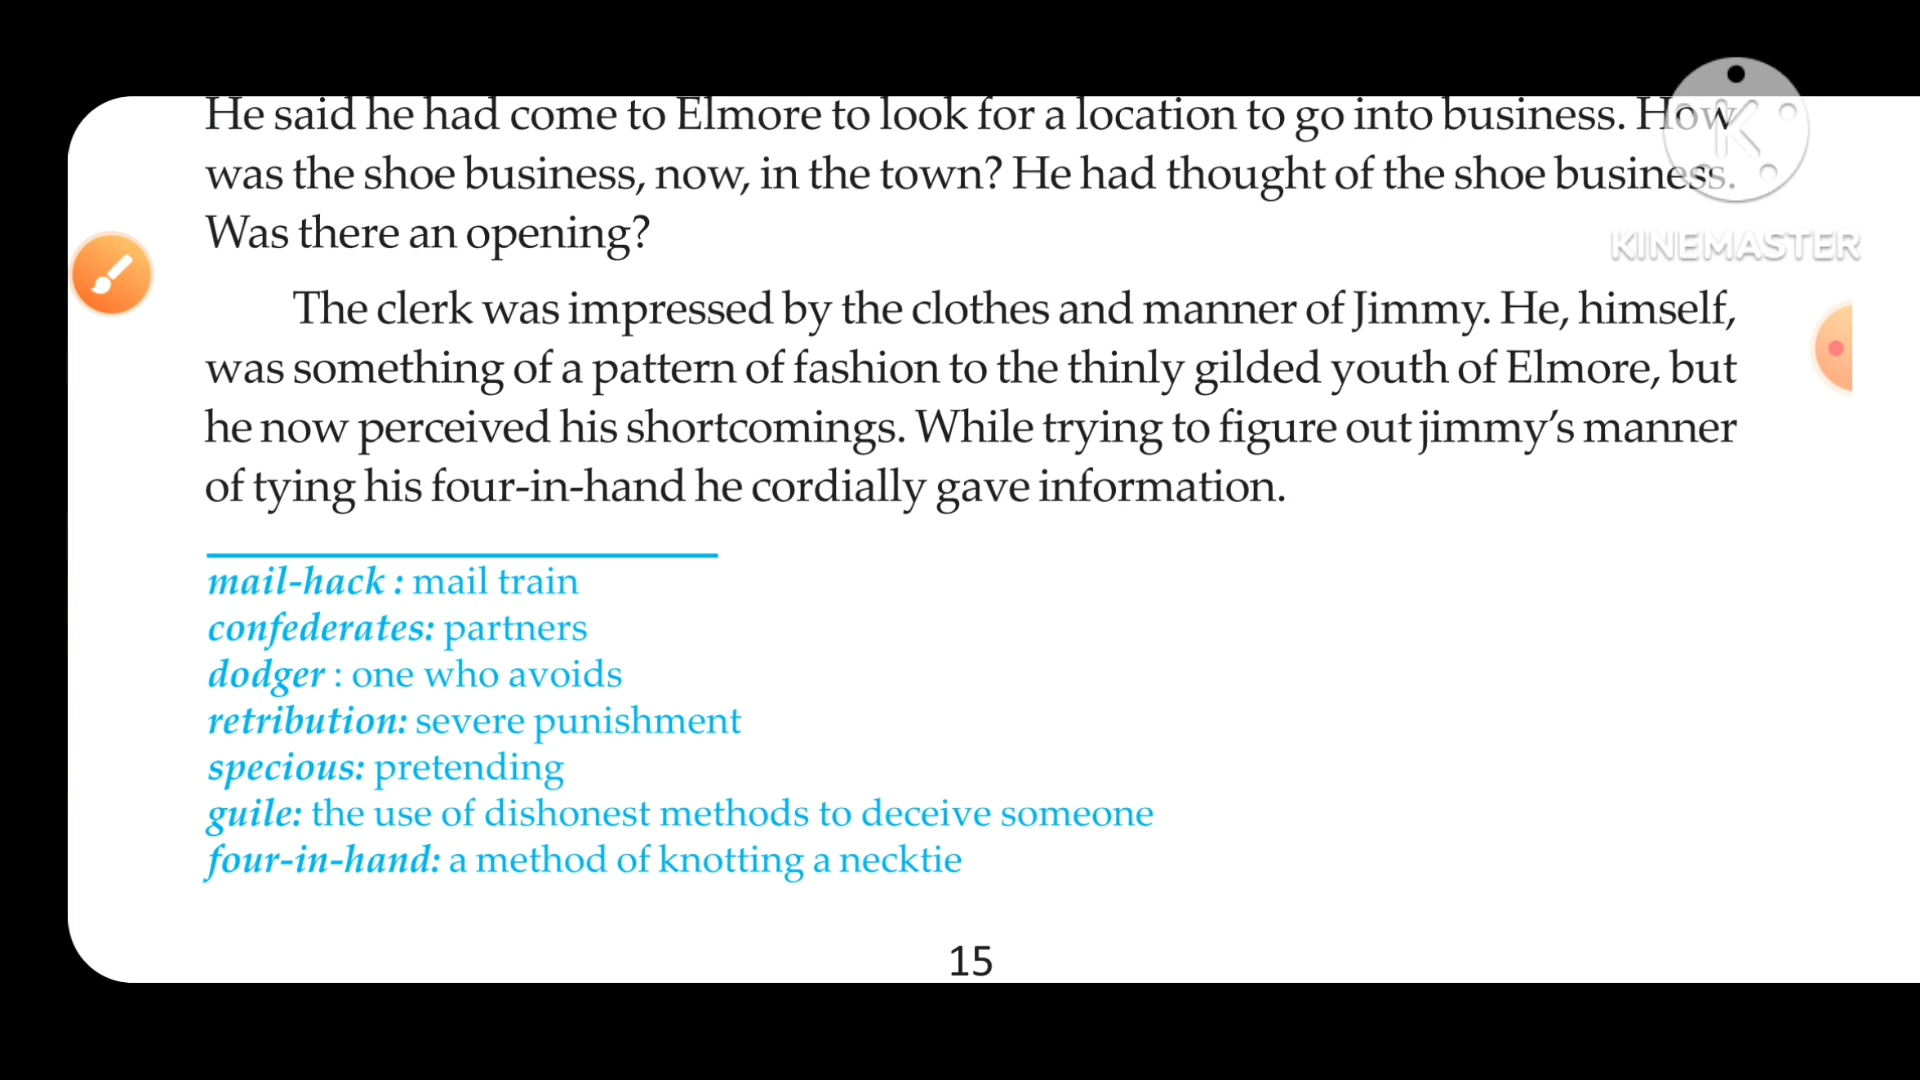 He said he had come to Elmore to look for a location to go into business. How
was the shoe business, now, in the town? He had thought of the shoe business.
Was there an opening?
The clerk was impressed by the clothes and manner of Jimmy. He, himself,
was something of a pattern of fashion to the thinly gilded youth of Elmore, but
he now perceived his shortcomings. While trying to figure out jimmy's manner
of tying his four-in-hand he cordially gave information.
mail-hack : mail train
confederates: partners
dodger : one who avoids
retribution: severe punishment
specious: pretending
guile: the use of dishonest methods to deceive someone
four-in-hand: a method of knotting a necktie
15
K
KINEMASTER